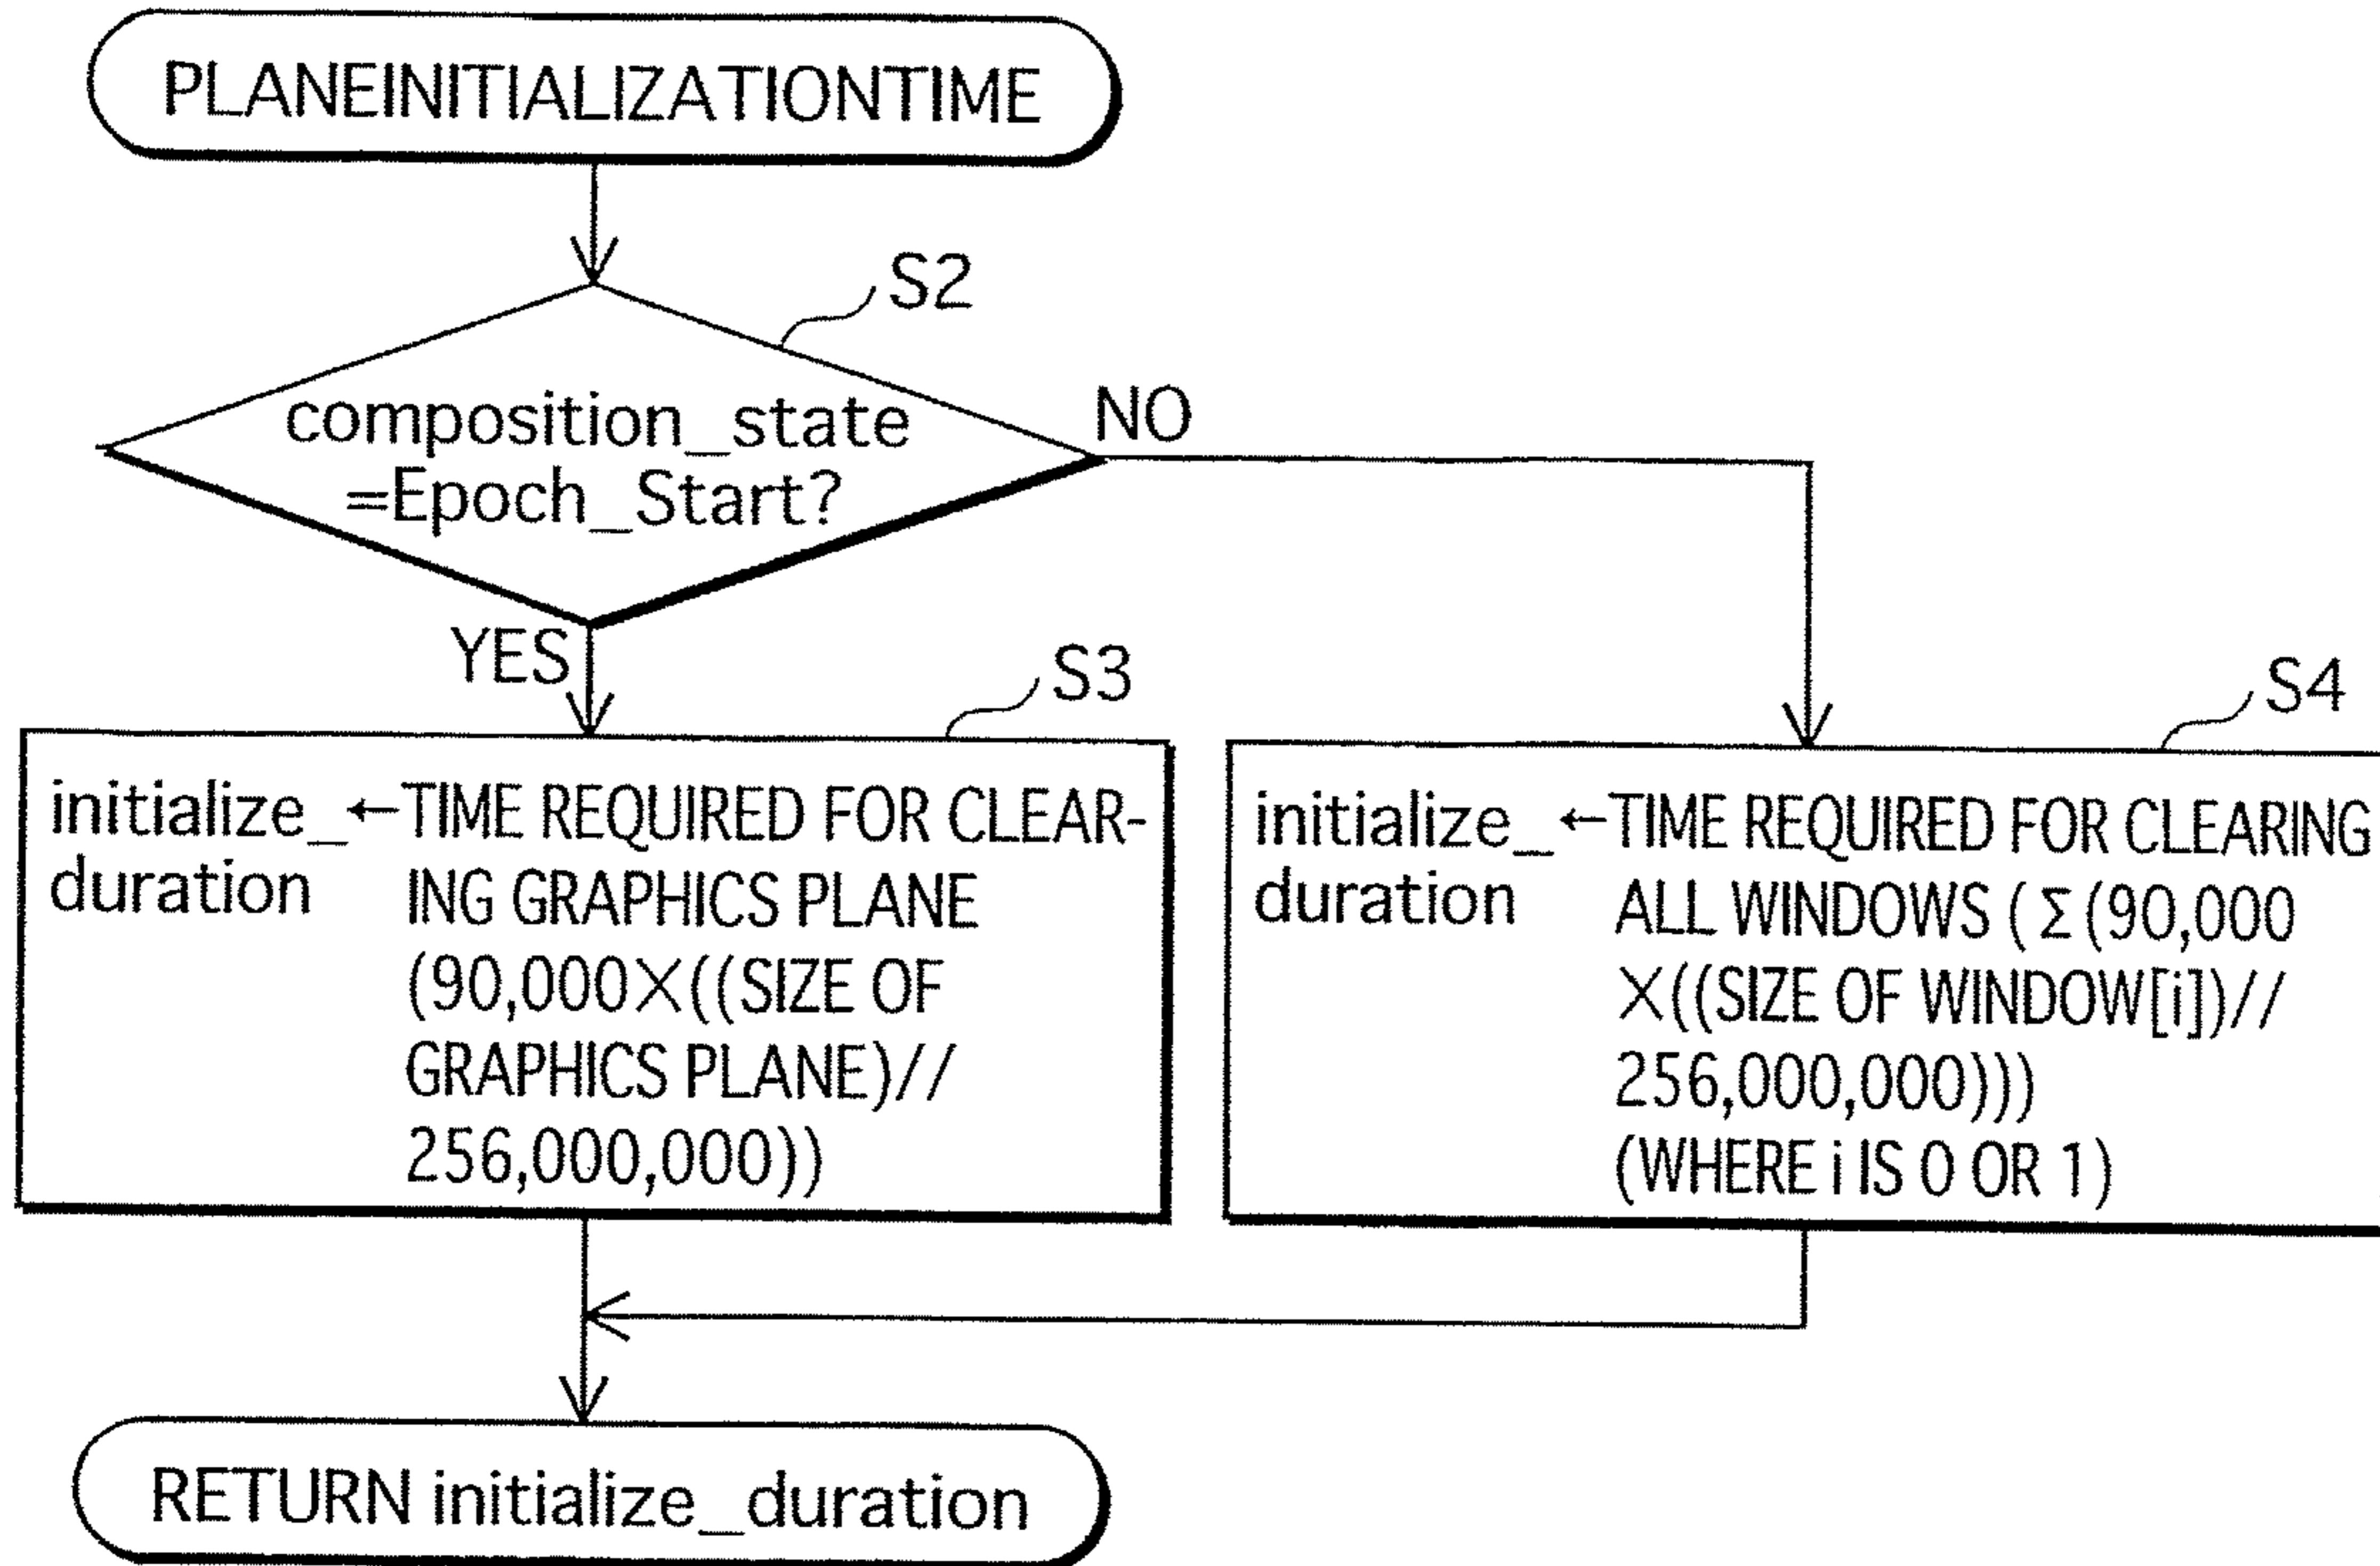 PLANEINITIALIZATIONTIME
S2
composition_state
=Epoch_Start?
NO
YES
S3
initialize_←TIME REQUIRED FOR CLEAR-
duration ING GRAPHICS PLANE
(90,000×((SIZE OF
GRAPHICS PLANE)//
256,000,000))
S4
initialize_←TIME REQUIRED FOR CLEARING
duration ALL WINDOWS (Σ(90,000
×((SIZE OF WINDOW[i])//
256,000,000)))
(WHERE i IS 0 OR 1)
RETURN initialize_duration